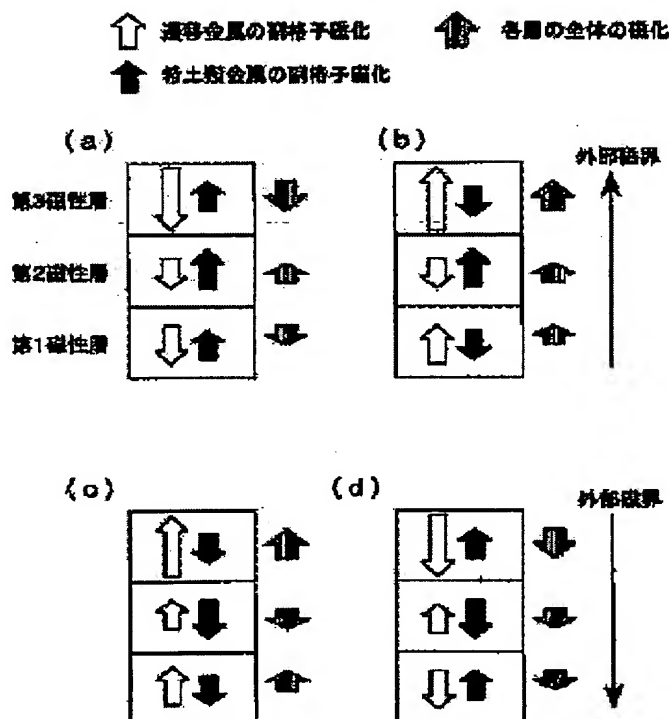 遷移金属の副格子磁化
各層の全体の磁化
希土類金属の副格子磁化
(a)
(b)
外部磁界
第3磁性層
第2磁性層
第1磁性層
(c)
(d)
外部磁界